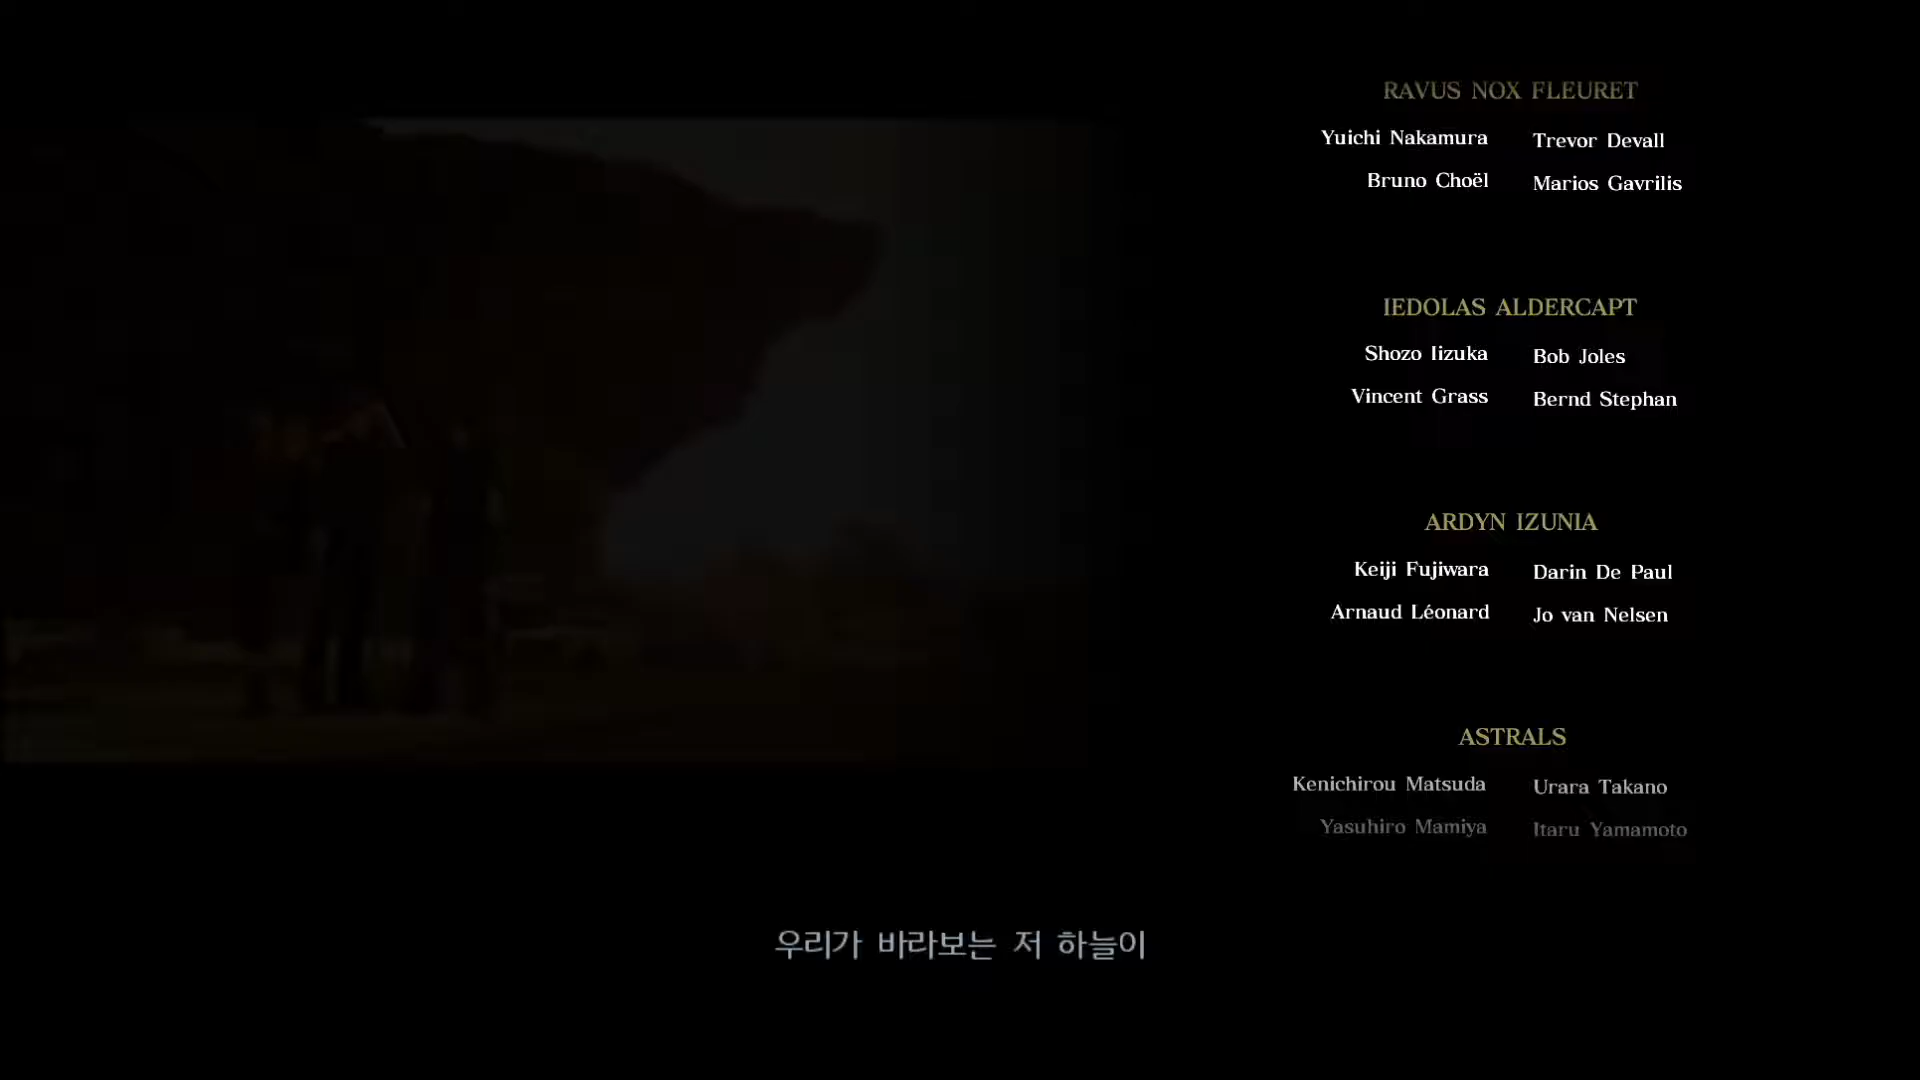 RAVUS NOX FLEURET
Yuichi Nakamura Trevor Devall
Bruno Choël Marios Gavrilis
IEDOLAS ALDERCAPT
Shozo Iizuka Bob Joles
Vincent Grass Bernd Stephan
ARDYN IZUNIA
Keiji Fujiwara Darin De Paul
Arnaud Léonard Jo van Nelsen
ASTRALS
Kenichirou Matsuda Urara Takano
Yasuhiro Mamiya Itaru Yamamoto
우리가 바라보는 저 하늘이